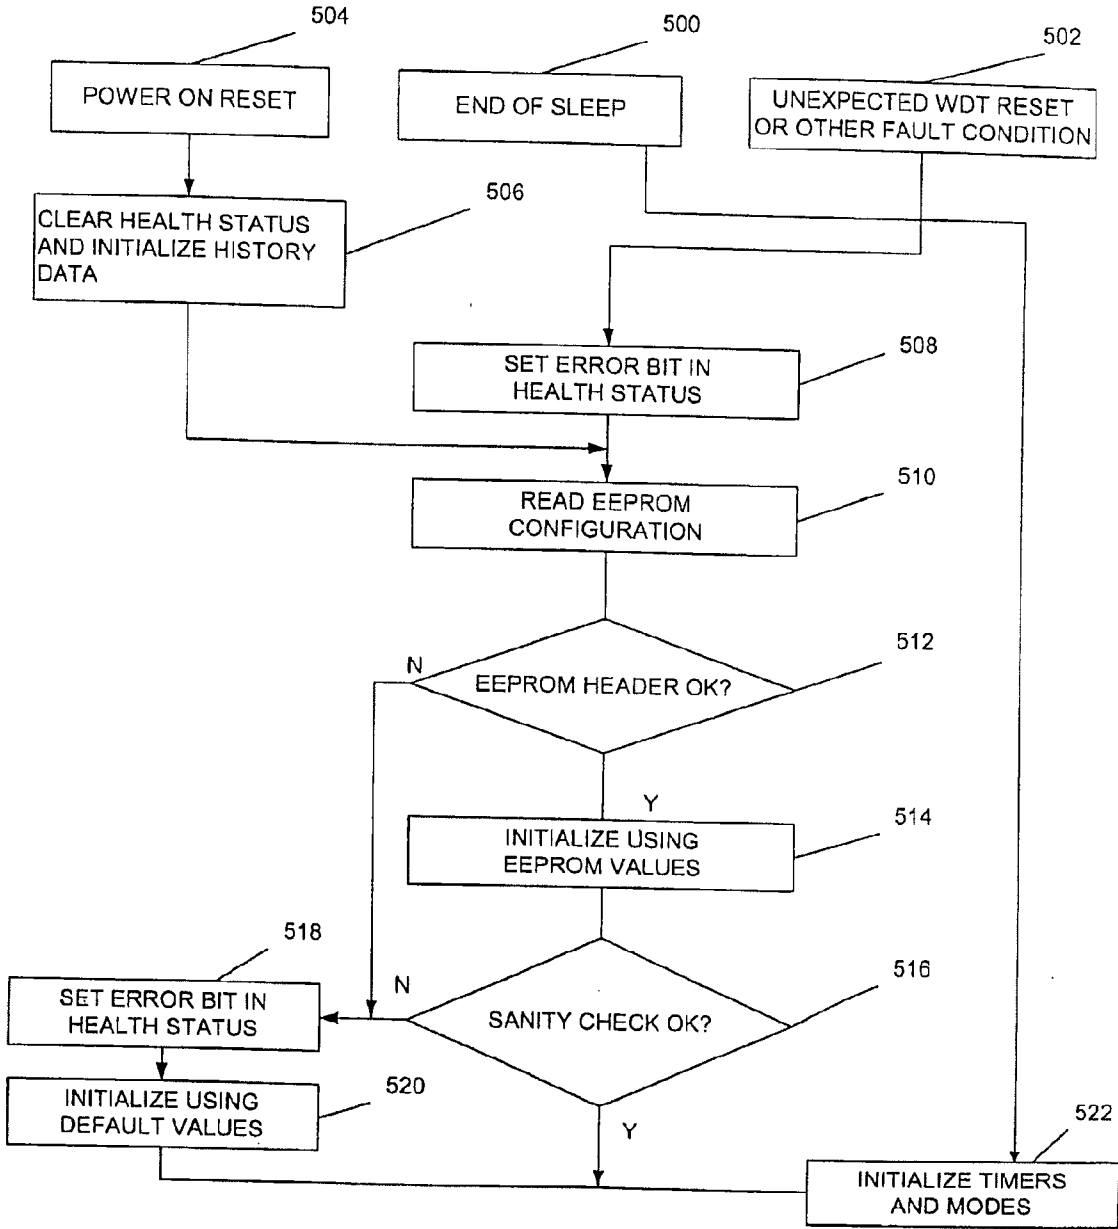 504
500
502
POWER ON RESET
END OF SLEEP
UNEXPECTED WDT RESET
OR OTHER FAULT CONDITION
506
CLEAR HEALTH STATUS
AND INITIALIZE HISTORY
DATA
508
SET ERROR BIT IN
HEALTH STATUS
510
READ EEPROM
CONFIGURATION
512
N
EEPROM HEADER OK?
Y
514
INITIALIZE USING
EEPROM VALUES
518
516
SET ERROR BIT IN
HEALTH STATUS
N
SANITY CHECK OK?
520
INITIALIZE USING
DEFAULT VALUES
Y
522
INITIALIZE TIMERS
AND MODES